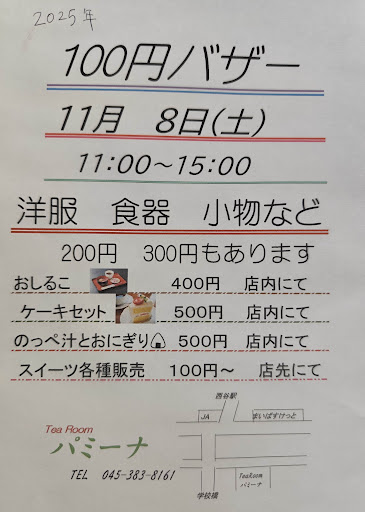 2025年
100円バザー
11月 8日(土)
11:00～15:00
洋服 食器 小物など
200円 300円もあります
おしるこ 400円 店内にて
ケーキセット 500円 店内にて
のっぺ汁とおにぎり🍙 500円 店内にて
スイーツ各種販売 100円～ 店先にて
西谷駅
JA まいばすけっと
Tea Room
パミーナ
TEL 045-383-8161
TeaRoom
パミーナ
学校橋